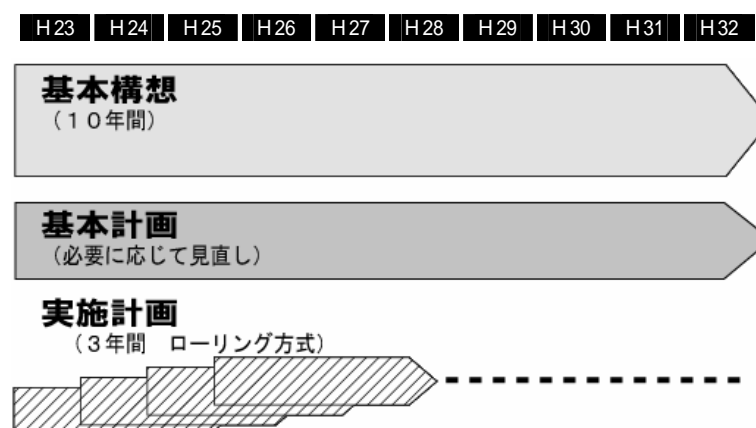 H23 H24 H25 H26 H27 H28 H29 H30 H31 H32
基本構想
（１０年間）
基本計画
（必要に応じて見直し）
実施計画
（３年間　ローリング方式）